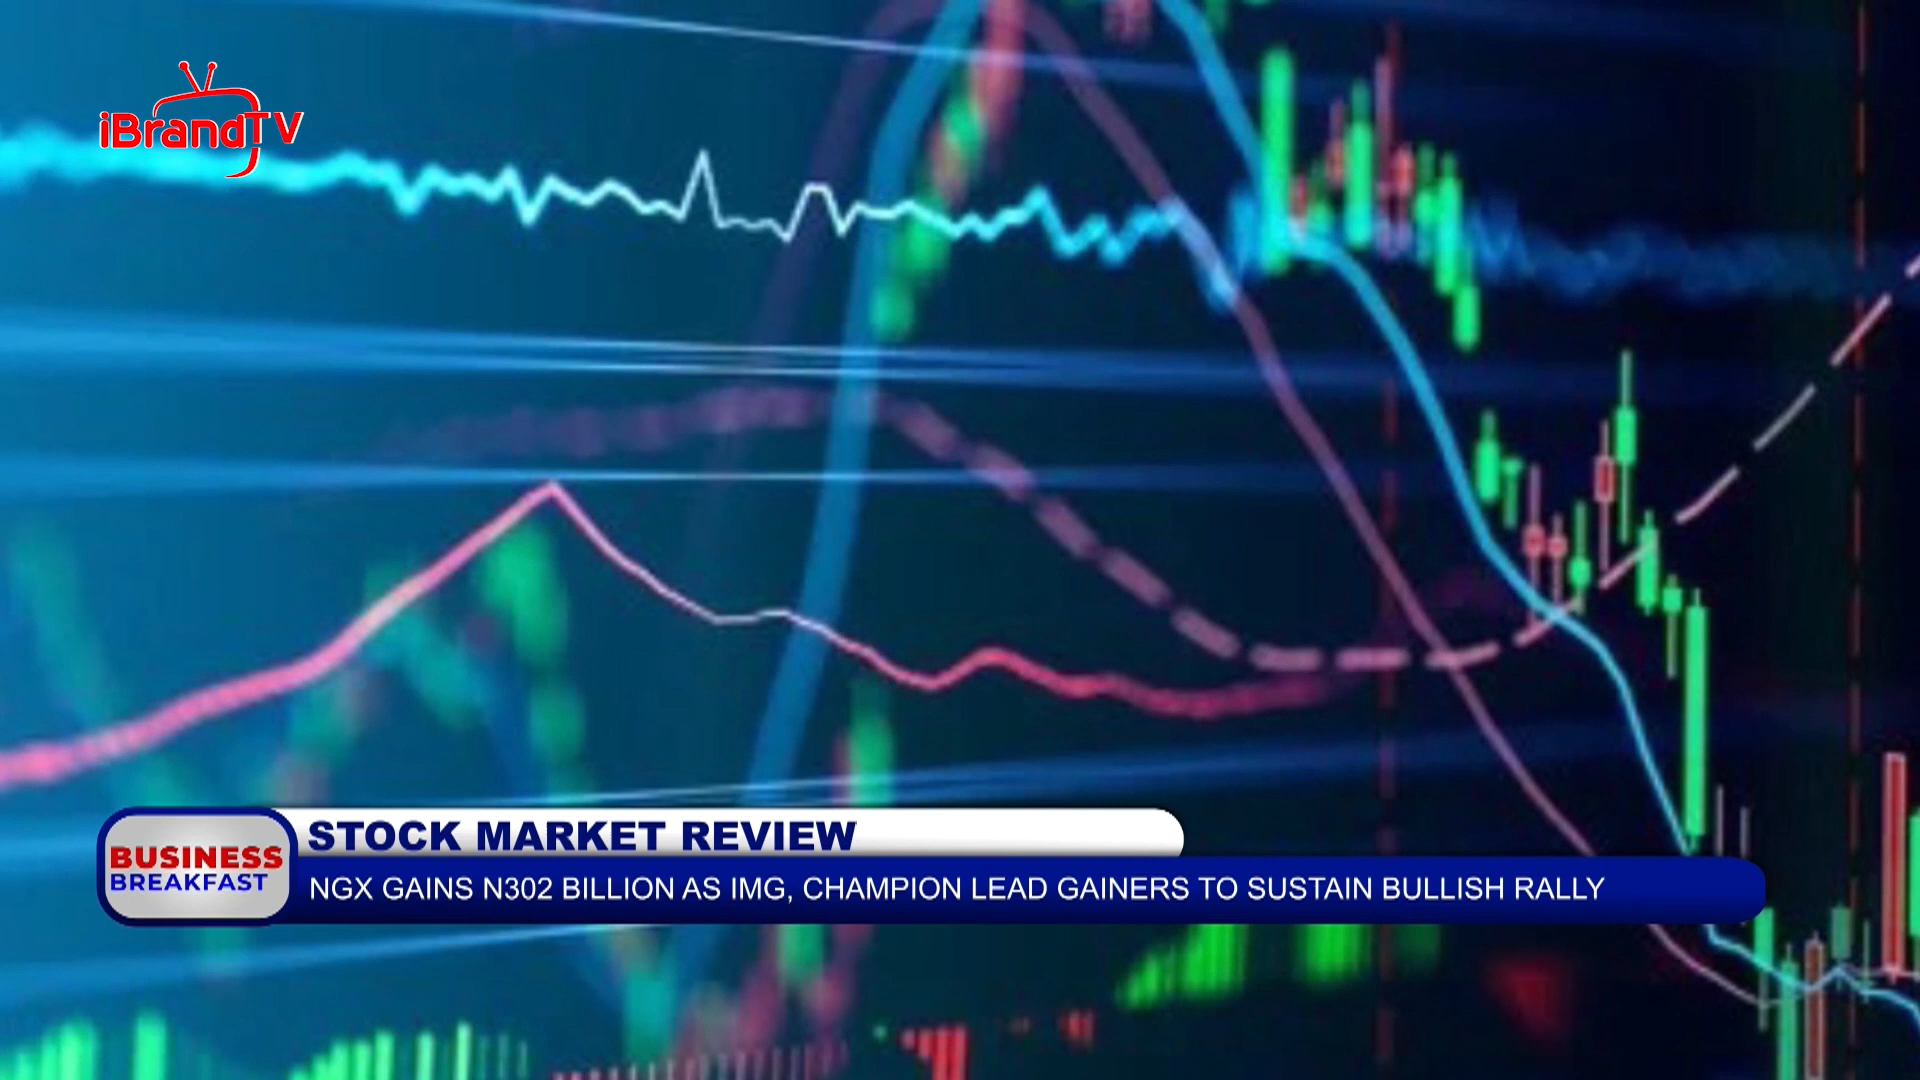 iBrandTV
STOCK MARKET REVIEW
BUSINESS
BREAKFAST
NGX GAINS N302 BILLION AS IMG, CHAMPION LEAD GAINERS TO SUSTAIN BULLISH RALLY